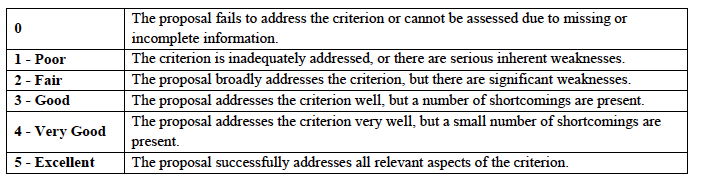 0
The proposal fails to address the criterion or cannot be assessed due to missing or
incomplete information.
1 - Poor
The criterion is inadequately addressed, or there are serious inherent weaknesses.
2 - Fair
The proposal broadly addresses the criterion, but there are significant weaknesses.
3 - Good
The proposal addresses the criterion well, but a number of shortcomings are present.
4 - Very Good
The proposal addresses the criterion very well, but a small number of shortcomings are
present.
5 - Excellent
The proposal successfully addresses all relevant aspects of the criterion.